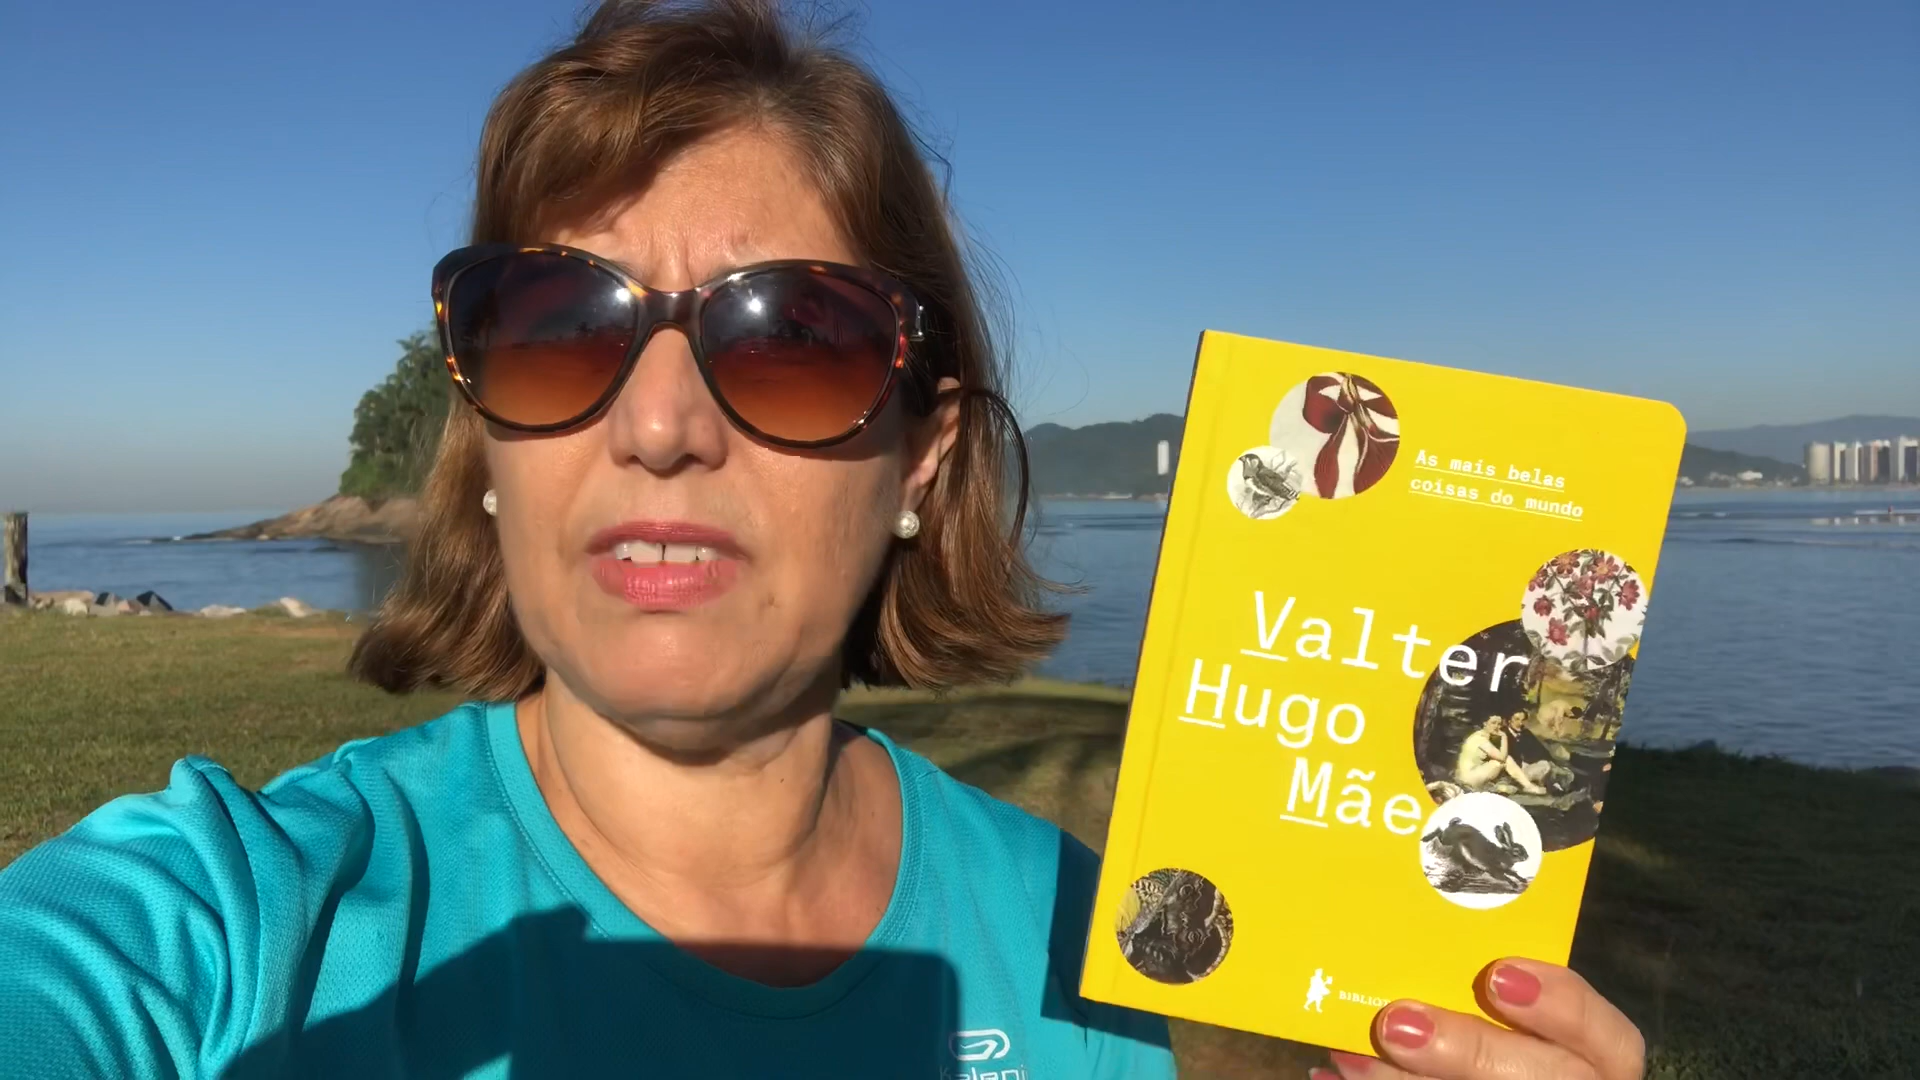 As mais belas
coisas do mundo
Valter
Hugo
Mãe